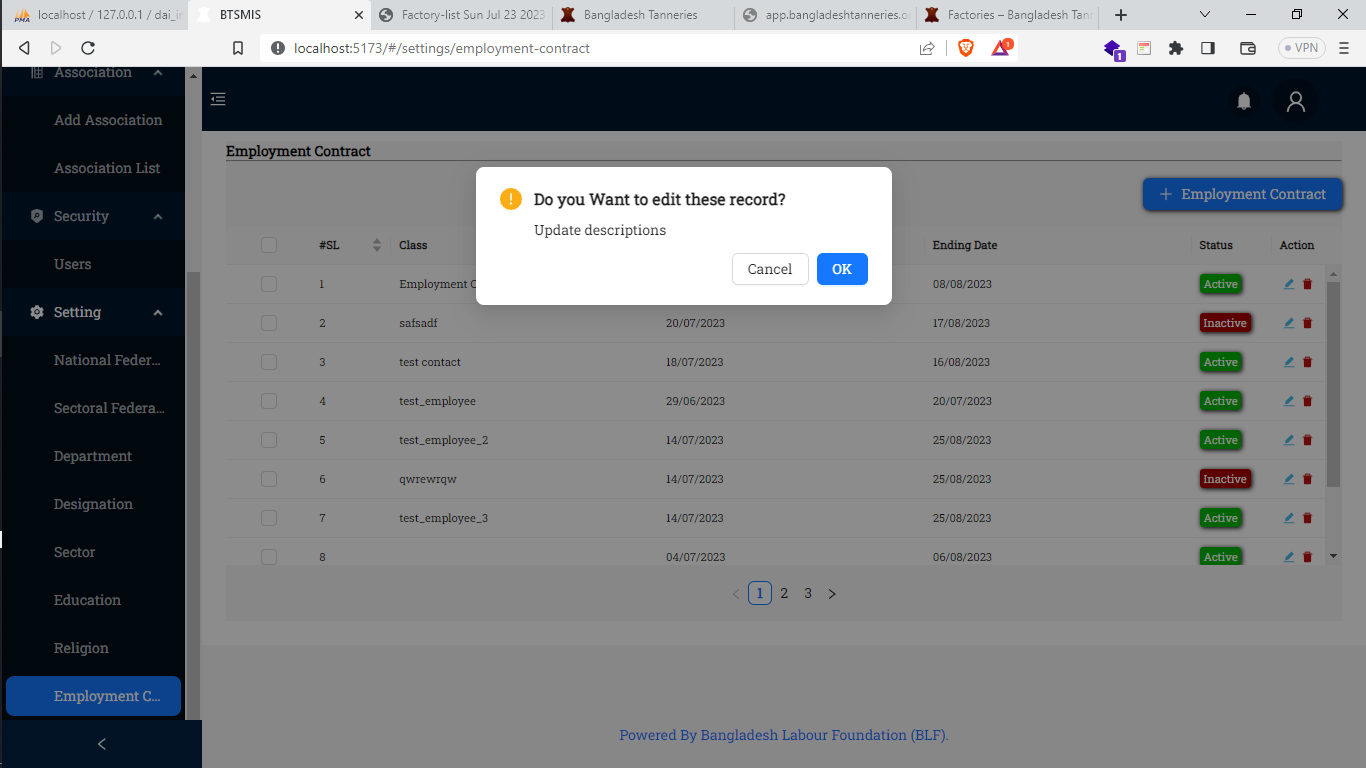 localhost / 127.0.0.1 / dai_in
BTSMIS
Factory-list Sun Jul 23 2023
Bangladesh Tanneries
app.bangladeshtanneries.o
Factories – Bangladesh Tann
localhost:5173/#/settings/employment-contract
1
1
VPN
Association
Add Association
Association List
Security
Users
Setting
National Feder...
Sectoral Federa...
Department
Designation
Sector
Education
Religion
Employment C...
Employment Contract
Do you Want to edit these record?
Update descriptions
Cancel
OK
+ Employment Contract
#SL Class Ending Date Status Action
1 Employment C 08/08/2023 Active
2 safsadf 20/07/2023 17/08/2023 Inactive
3 test contact 18/07/2023 16/08/2023 Active
4 test_employee 29/06/2023 20/07/2023 Active
5 test_employee_2 14/07/2023 25/08/2023 Active
6 qwrewrqw 14/07/2023 25/08/2023 Inactive
7 test_employee_3 14/07/2023 25/08/2023 Active
8 04/07/2023 06/08/2023 Active
< 1 2 3 >
Powered By Bangladesh Labour Foundation (BLF).